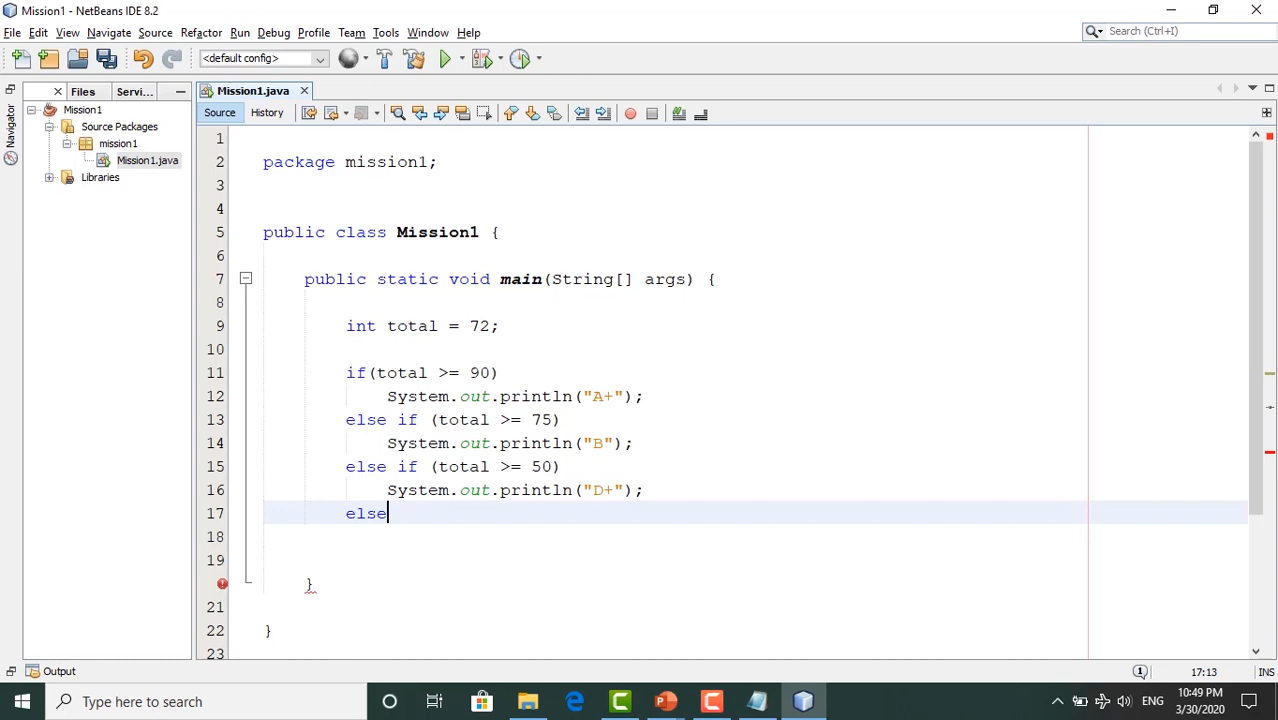 Mission1 - NetBeans IDE 8.2
File Edit View Navigate Source Refactor Run Debug Profile Team Tools Window Help
Search (Ctrl+I)
<default config>
Files Servi...
Mission1.java
Navigator
Mission1
Source Packages
mission1
Mission1.java
Libraries
Source History
1
2 package mission1;
3
4
5 public class Mission1 {
6
7 public static void main(String[] args) {
8
9 int total = 72;
10
11 if(total >= 90)
12 System.out.println("A+");
13 else if (total >= 75)
14 System.out.println("B");
15 else if (total >= 50)
16 System.out.println("D+");
17 else
18
19
}
21
22 }
23
Output
1
17:13 INS
Type here to search
ENG
10:49 PM
3/30/2020